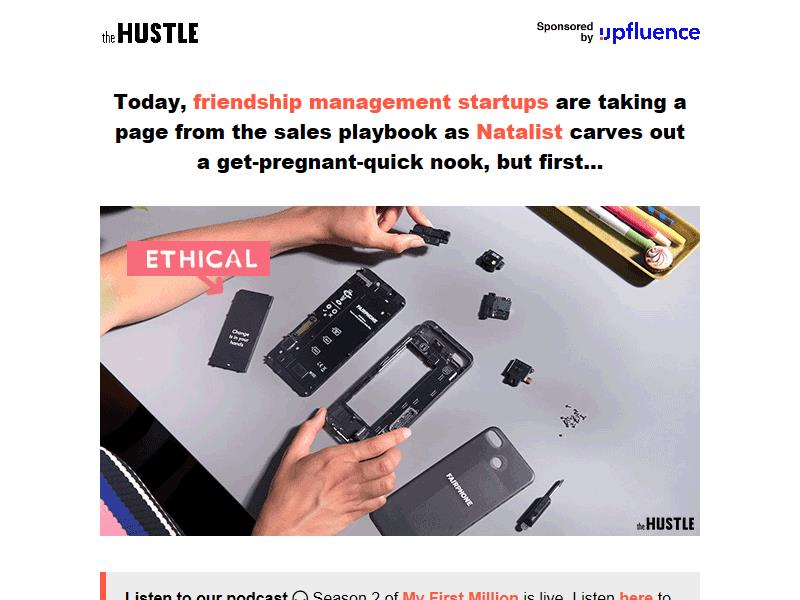 the HUSTLE
Sponsored by upfluence
Today, friendship management startups are taking a
page from the sales playbook as Natalist carves out
a get-pregnant-quick nook, but first...
ETHICAL
Change
is in your
hands
FAIRPHONE
FAIRPHONE
the HUSTLE
Listen to our podcast 🎧 Season 2 of My First Million is live. Listen here to